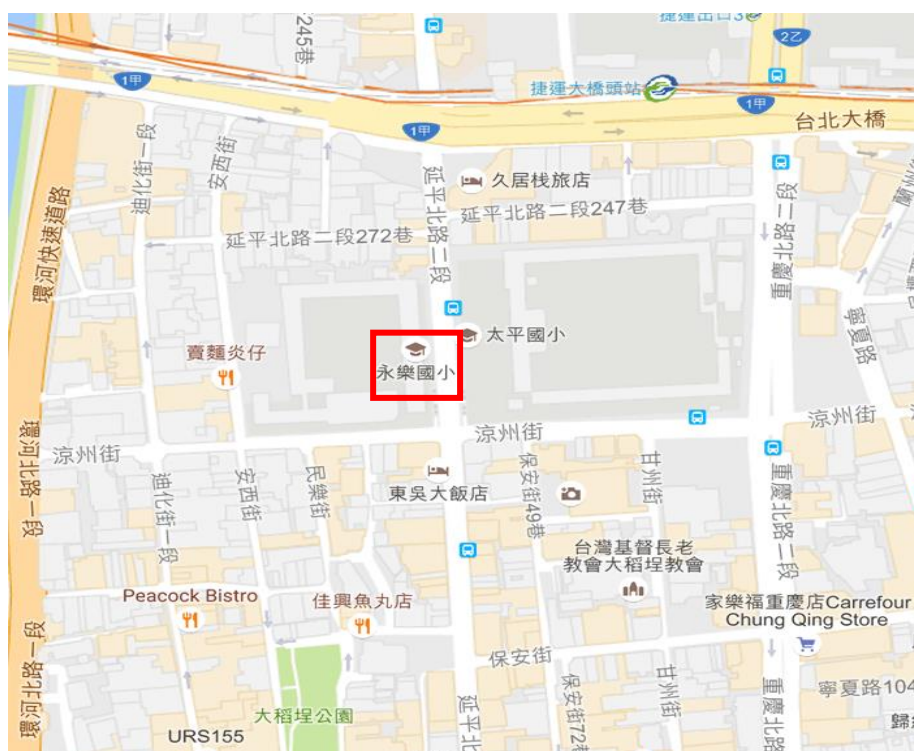 245巷
捷運出口3
2乙
1甲
捷運大橋頭站
1甲
台北大橋
1甲
迪化街一段
安西街
延平北路二段
久居栈旅店
延平北路二段247巷
延平北路二段272巷
重慶北路二段
環河快速道路
太平國小
寧夏路
賣麵炎仔
永樂國小
涼州街
涼州街
環河北路一段
迪化街一段
安西街
民樂街
東吳大飯店
保安街49巷
甘州街
重慶北路二段
台灣基督長老
教會大稻埕教會
Peacock Bistro
佳興魚丸店
家樂福重慶店Carrefour
Chung Qing Store
環河北路一段
保安街
大稻埕公園
延平北
保安街72巷
甘州街
重慶北路二
寧夏路104
URS155